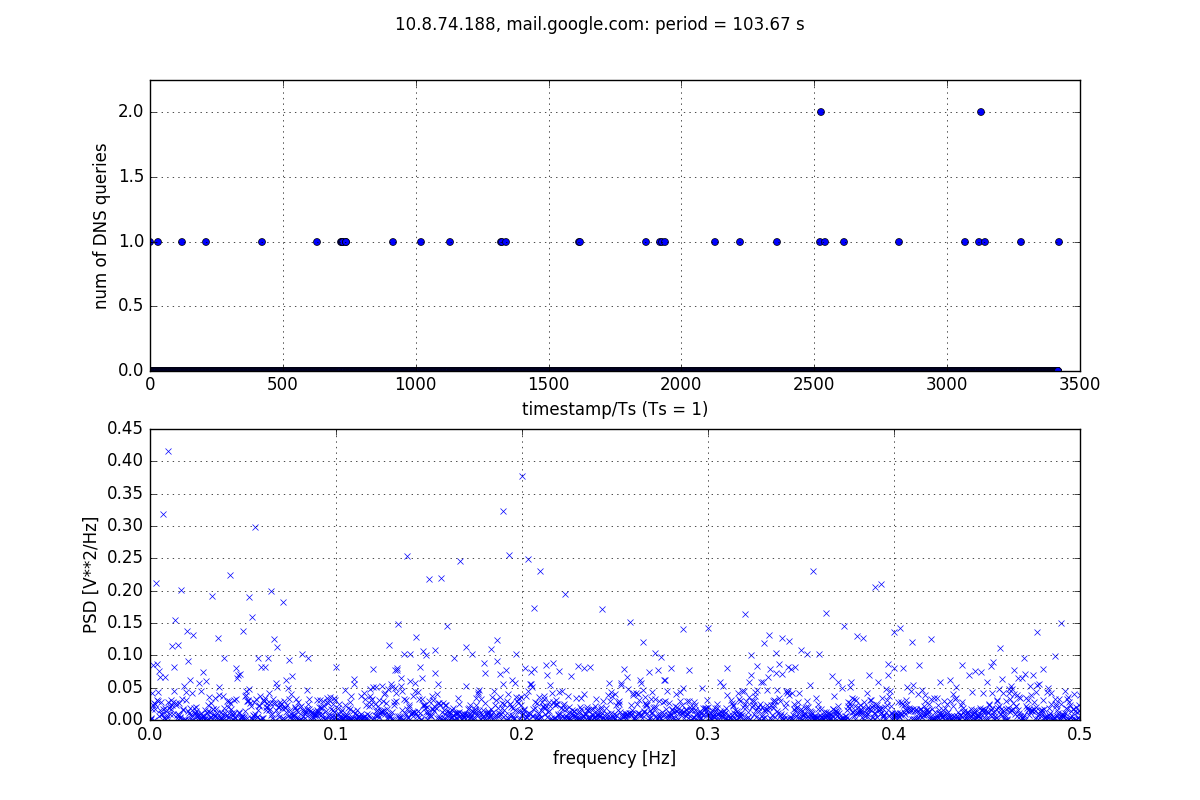 10.8.74.188, mail.google.com: period = 103.67 s
num of DNS queries
2.0
1.5
1.0
0.5
0.0
0 500 1000 1500 2000 2500 3000 3500
timestamp/Ts (Ts = 1)
PSD [V**2/Hz]
0.45
0.40
0.35
0.30
0.25
0.20
0.15
0.10
0.05
0.00
0.0 0.1 0.2 0.3 0.4 0.5
frequency [Hz]